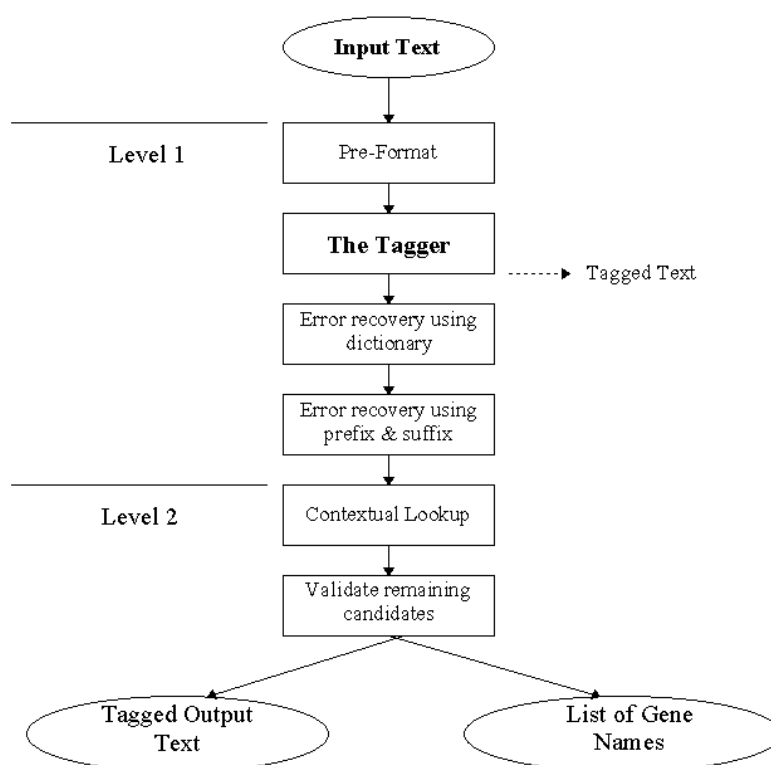 Input Text
Level 1
Pre-Format
The Tagger
Tagged Text
Error recovery using
dictionary
Error recovery using
prefix & suffix
Level 2
Contextual Lookup
Validate remaining
candidates
Tagged Output
Text
List of Gene
Names